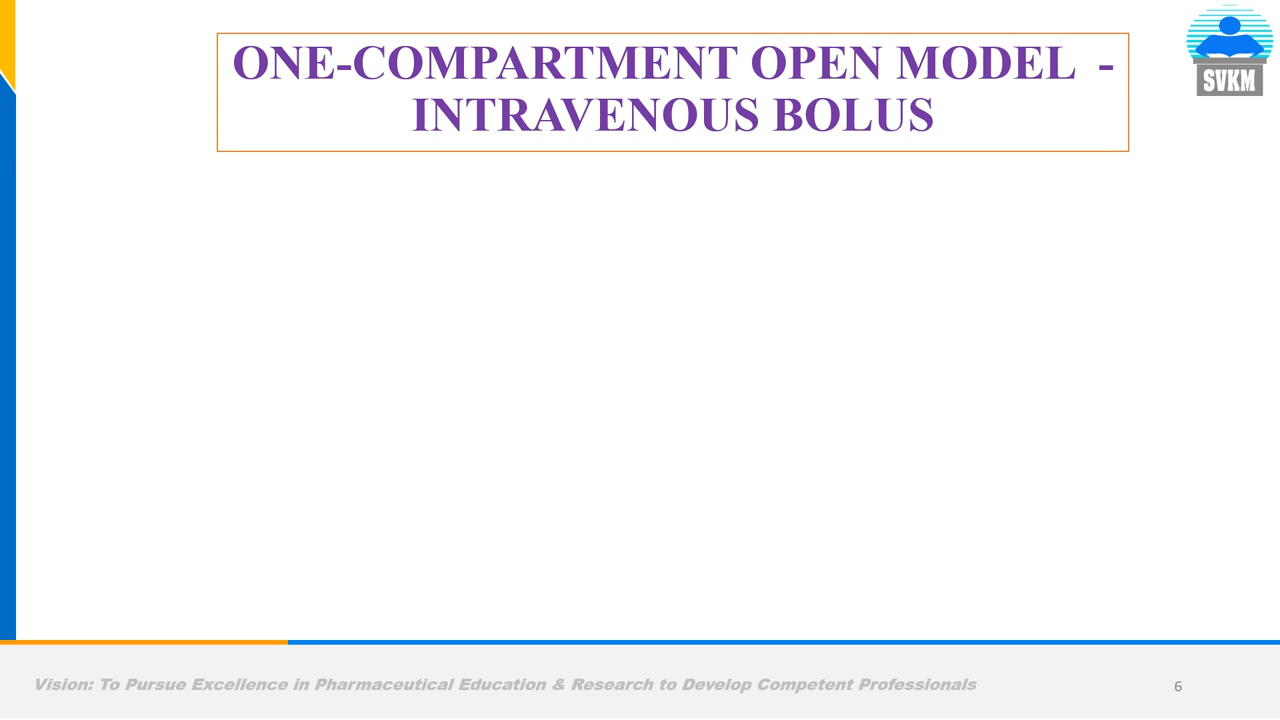 ONE-COMPARTMENT OPEN MODEL -
INTRAVENOUS BOLUS
SVKM
Vision: To Pursue Excellence in Pharmaceutical Education & Research to Develop Competent Professionals
6